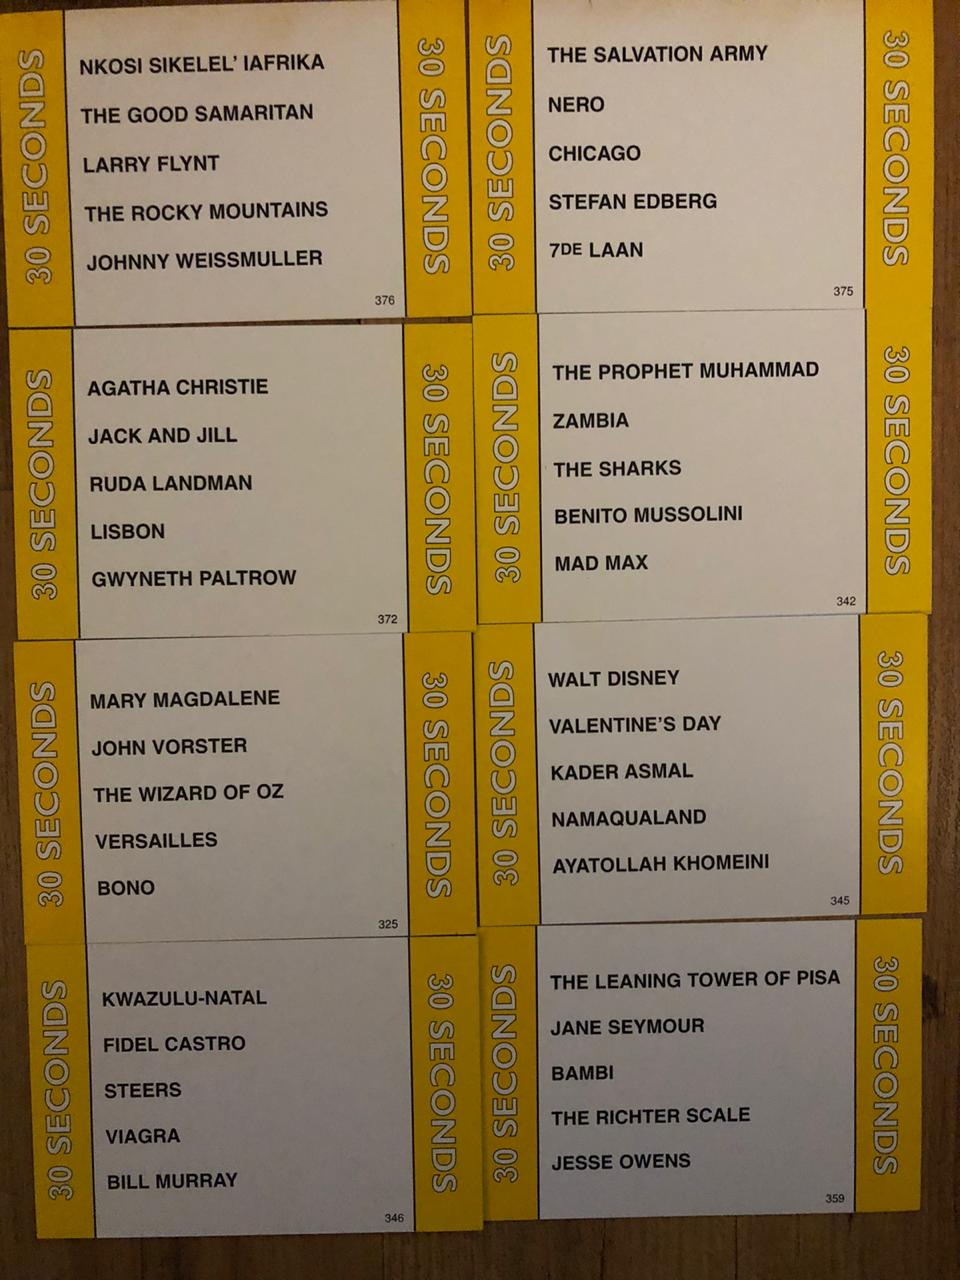 30 SECONDS
NKOSI SIKELEL' IAFRIKA
THE GOOD SAMARITAN
LARRY FLYNT
THE ROCKY MOUNTAINS
JOHNNY WEISSMULLER
376
30 SECONDS
30 SECONDS
THE SALVATION ARMY
NERO
CHICAGO
STEFAN EDBERG
7DE LAAN
375
30 SECONDS
30 SECONDS
AGATHA CHRISTIE
JACK AND JILL
RUDA LANDMAN
LISBON
GWYNETH PALTROW
372
30 SECONDS
30 SECONDS
THE PROPHET MUHAMMAD
ZAMBIA
THE SHARKS
BENITO MUSSOLINI
MAD MAX
342
30 SECONDS
30 SECONDS
MARY MAGDALENE
JOHN VORSTER
THE WIZARD OF OZ
VERSAILLES
BONO
325
30 SECONDS
30 SECONDS
WALT DISNEY
VALENTINE'S DAY
KADER ASMAL
NAMAQUALAND
AYATOLLAH KHOMEINI
345
30 SECONDS
30 SECONDS
KWAZULU-NATAL
FIDEL CASTRO
STEERS
VIAGRA
BILL MURRAY
346
30 SECONDS
30 SECONDS
THE LEANING TOWER OF PISA
JANE SEYMOUR
BAMBI
THE RICHTER SCALE
JESSE OWENS
359
30 SECONDS